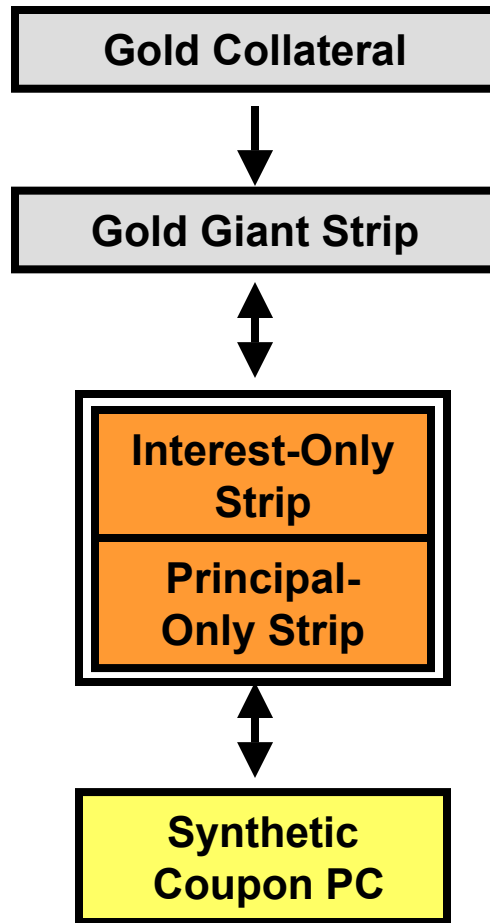 Gold Collateral
Gold Giant Strip
Interest-Only
Strip
Principal-
Only Strip
Synthetic
Coupon PC